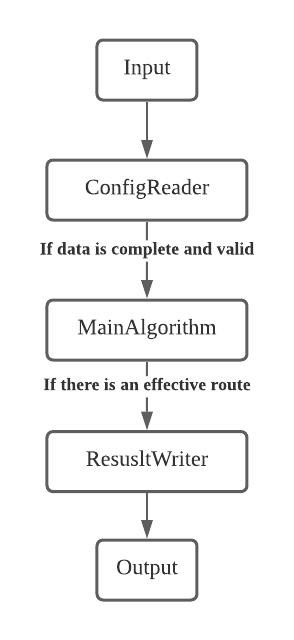 Input
ConfigReader
If data is complete and valid
MainAlgorithm
If there is an effective route
ResusltWriter
Output